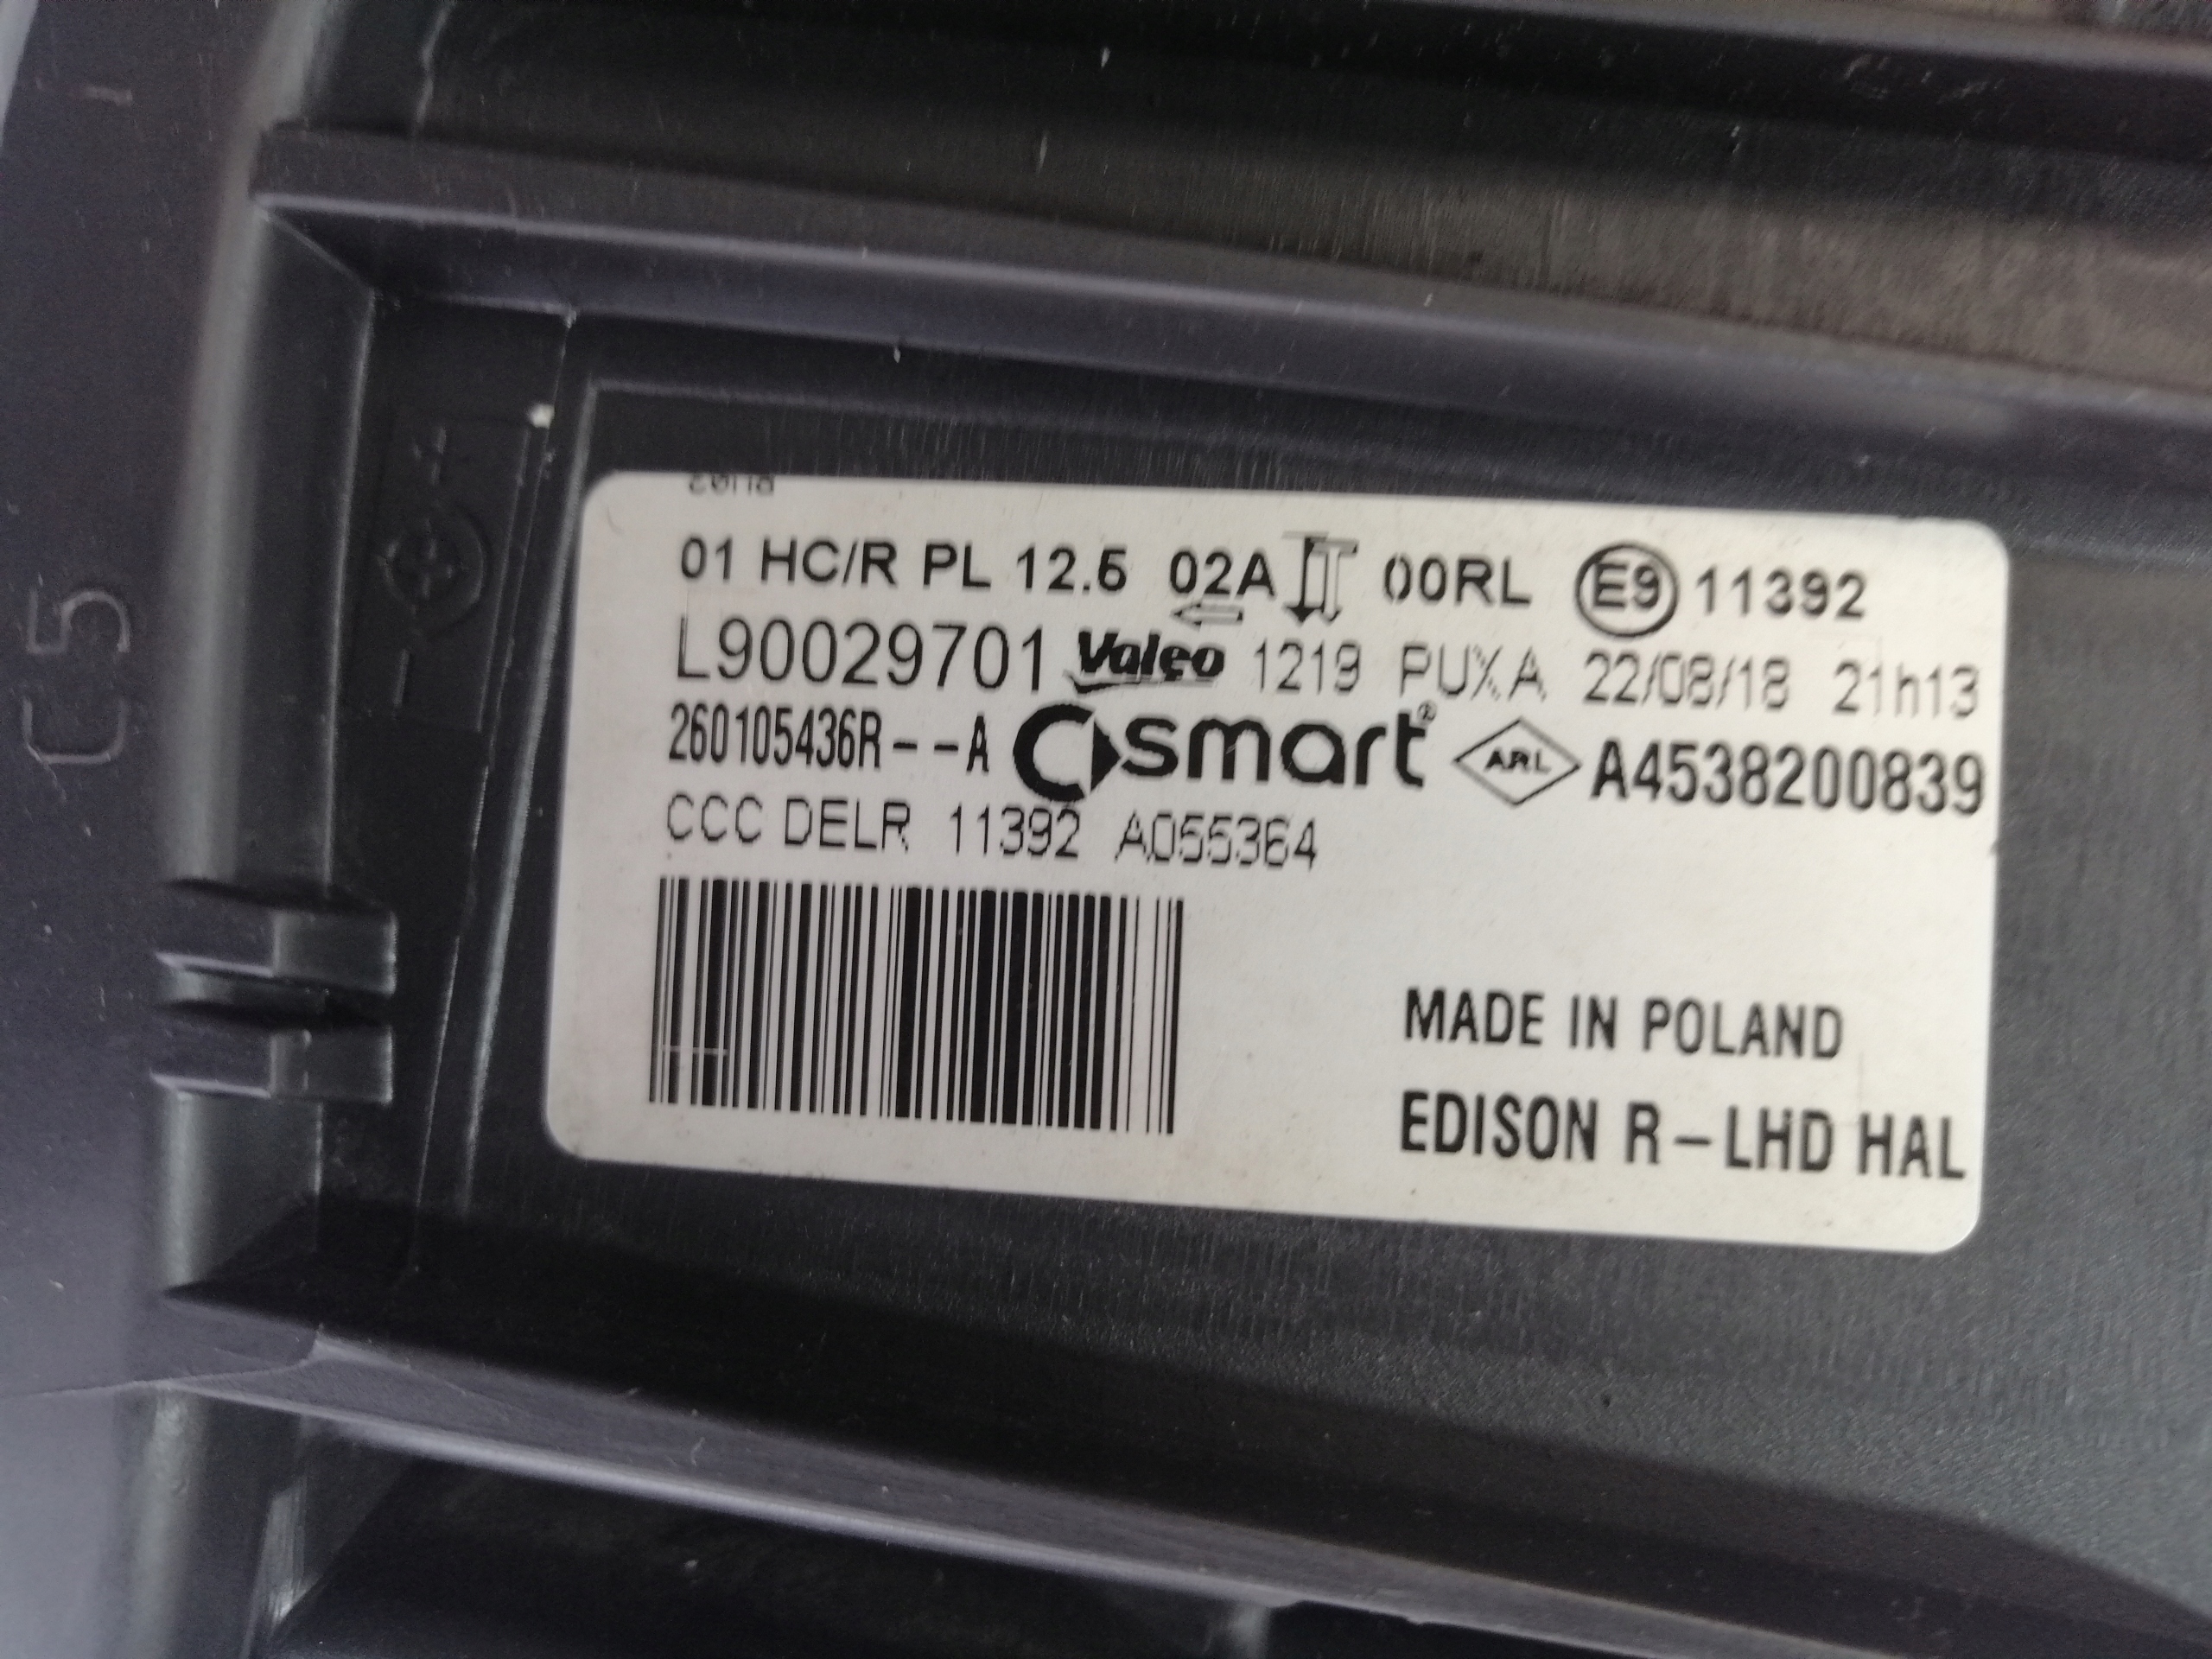 01 HC/R PL 12.5 02A 00RL E9 11392
L90029701 Valeo 1219 PUXA 22/08/18 21h13
260105436R--A smart® ARL A4538200839
CCC DELR 11392 A055364
MADE IN POLAND
EDISON R-LHD HAL
C5
+
-